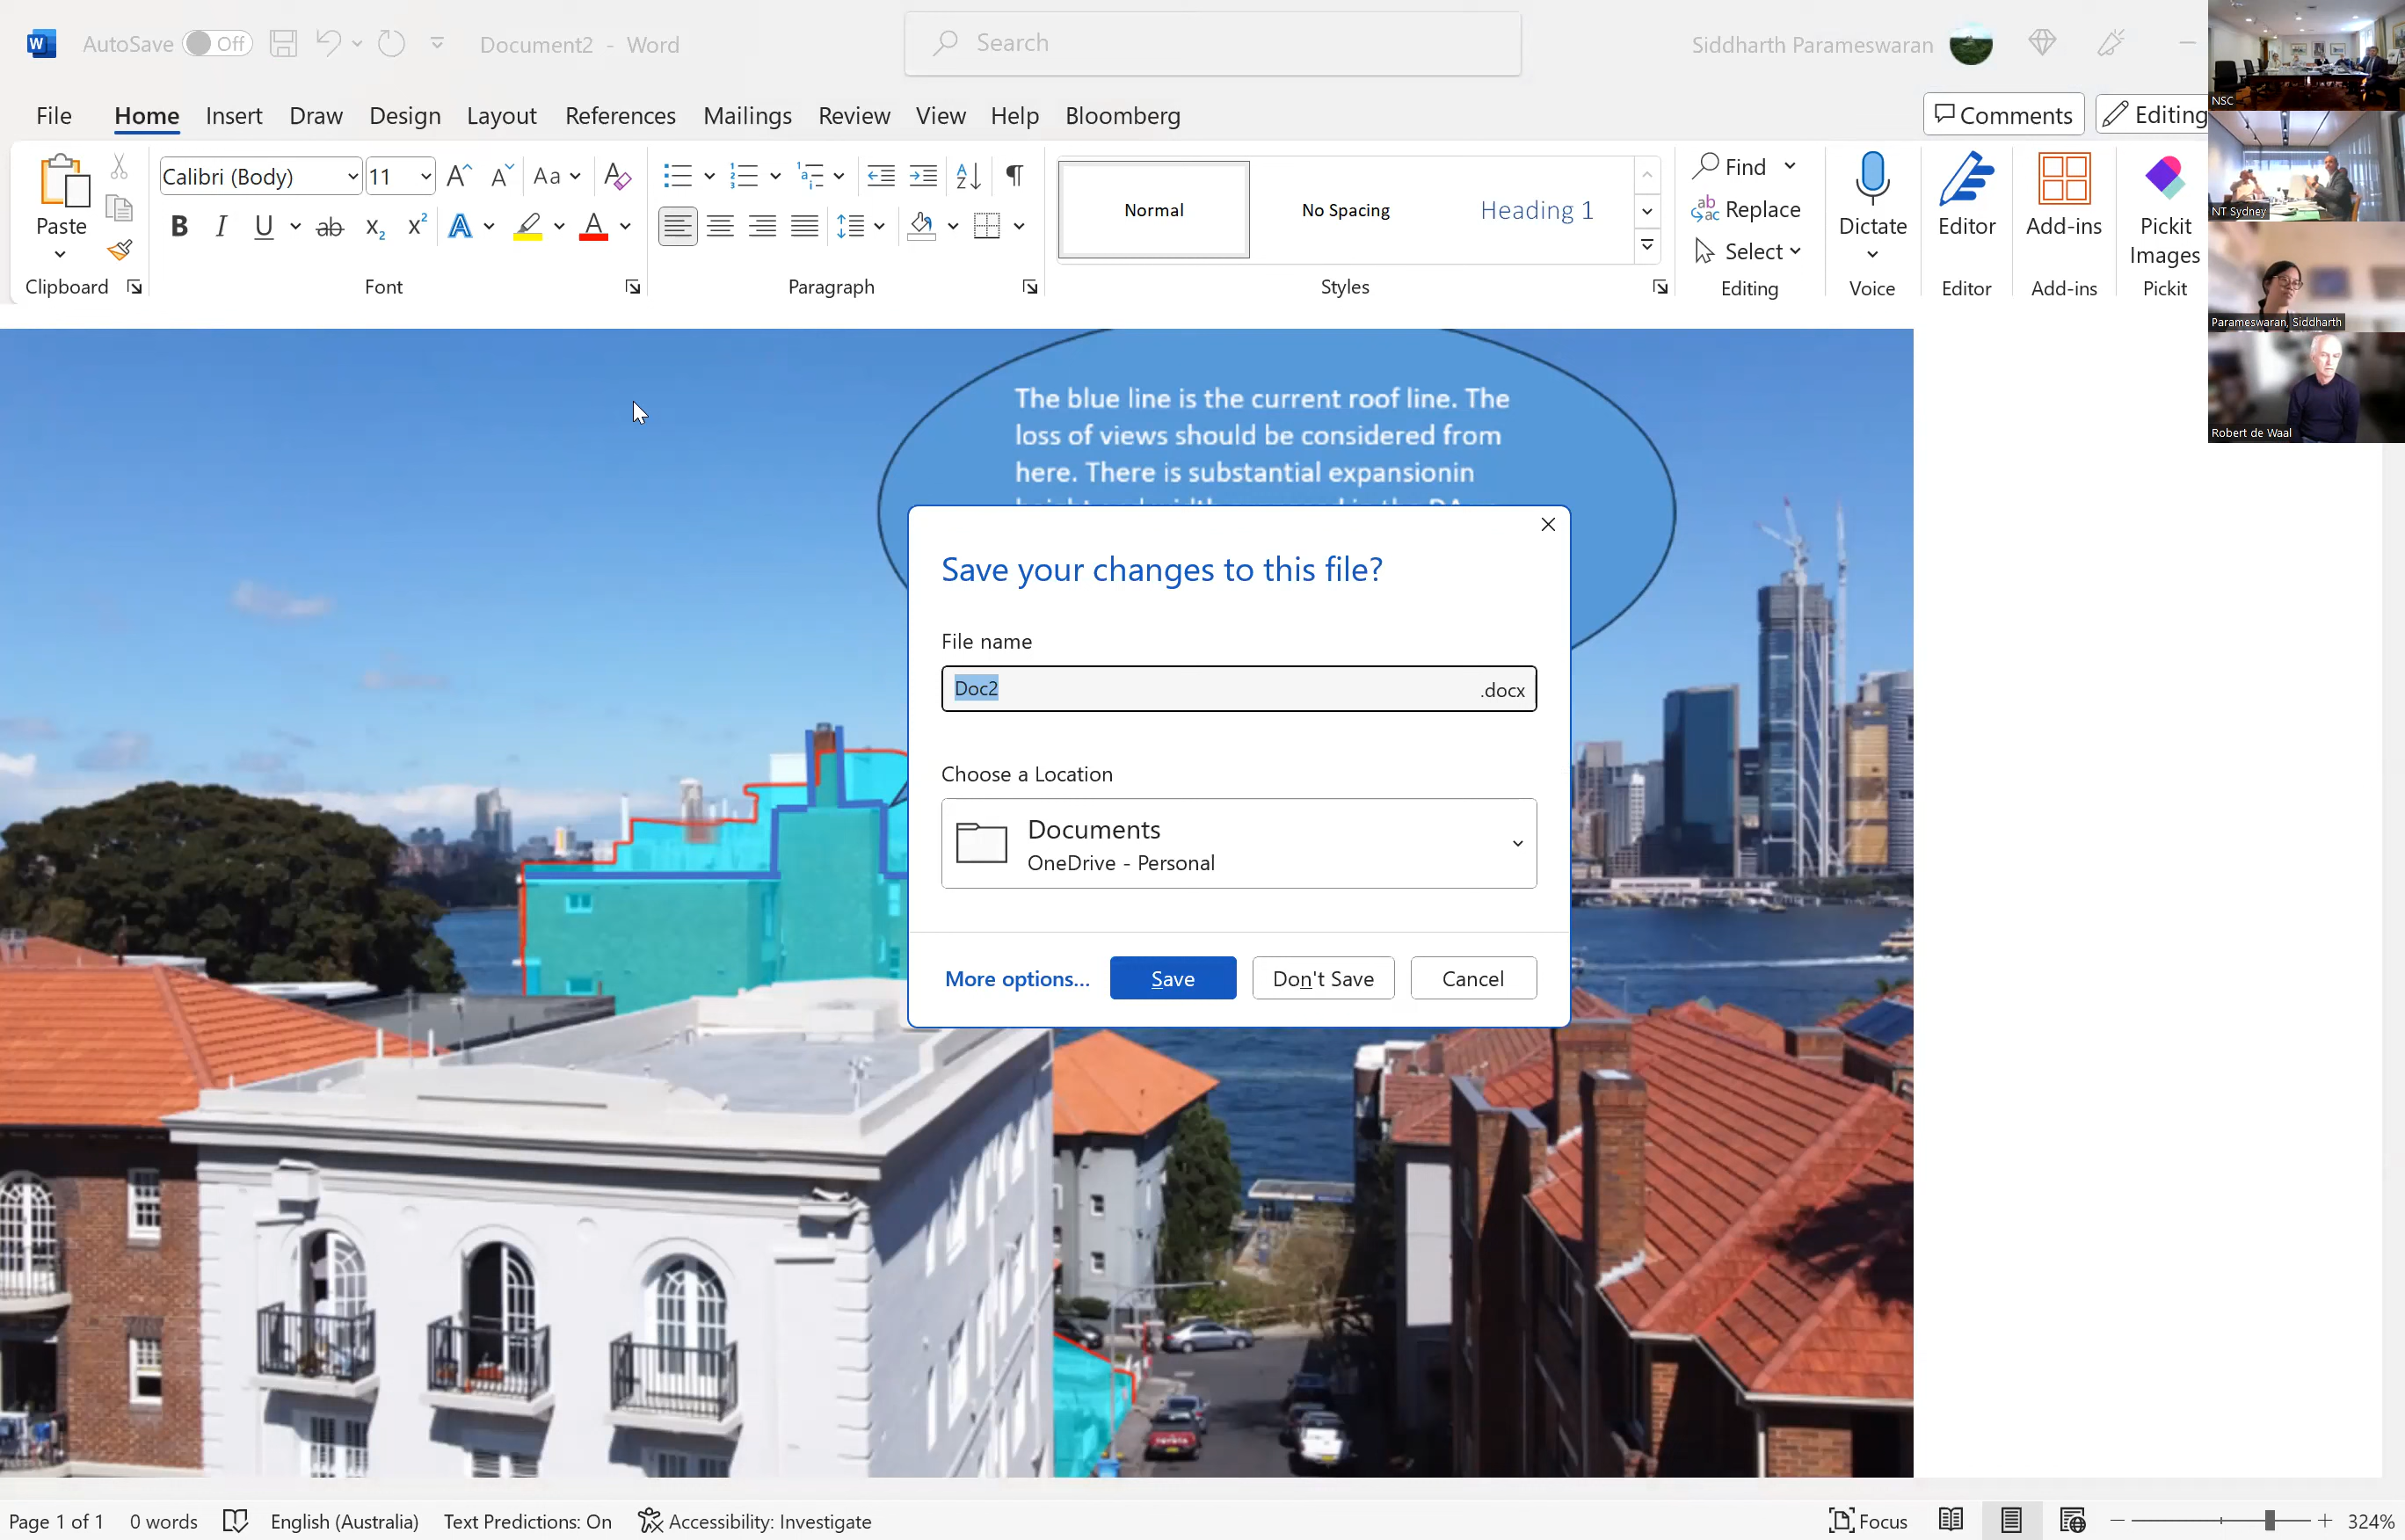 W AutoSave Off Document2 - Word Search Siddharth Parameswaran
File Home Insert Draw Design Layout References Mailings Review View Help Bloomberg Comments Editing
Paste
Clipboard
Calibri (Body) 11 Aa
B I U ab x2 x2 A A
Font
Paragraph
Normal No Spacing Heading 1
Styles
Find
Replace
Select
Editing
Dictate
Voice
Editor
Editor
Add-ins
Add-ins
Pickit
Images
Pickit
NSC
NT Sydney
Parameswaran, Siddharth
Robert de Waal
The blue line is the current roof line. The
loss of views should be considered from
here. There is substantial expansionin
Save your changes to this file?
File name
Doc2 .docx
Choose a Location
Documents
OneDrive - Personal
More options... Save Don't Save Cancel
Page 1 of 1 0 words English (Australia) Text Predictions: On Accessibility: Investigate Focus 324%